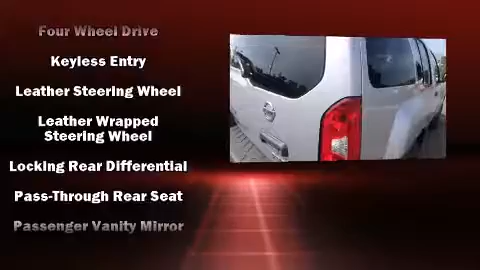 Four Wheel Drive
Keyless Entry
Leather Steering Wheel
Leather Wrapped
Steering Wheel
Locking Rear Differential
Pass-Through Rear Seat
Passenger Vanity Mirror